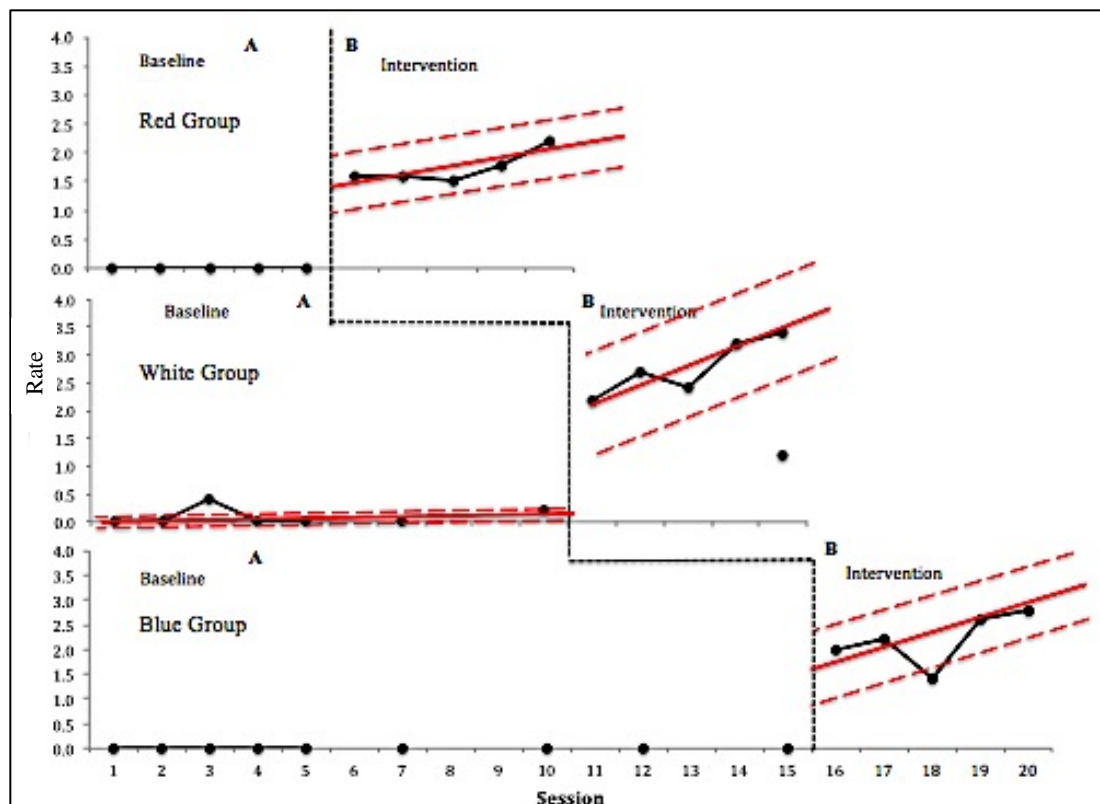 4.0 A B
3.5 Baseline Intervention
3.0
2.5 Red Group
2.0
1.5
1.0
0.5
0.0
4.0 A B
3.5 Baseline Intervention
3.0
2.5 White Group
2.0
1.5
1.0
0.5
0.0
Rate
4.0 A B
3.5 Baseline Intervention
3.0
2.5 Blue Group
2.0
1.5
1.0
0.5
0.0
1 2 3 4 5 6 7 8 9 10 11 12 13 14 15 16 17 18 19 20
Session